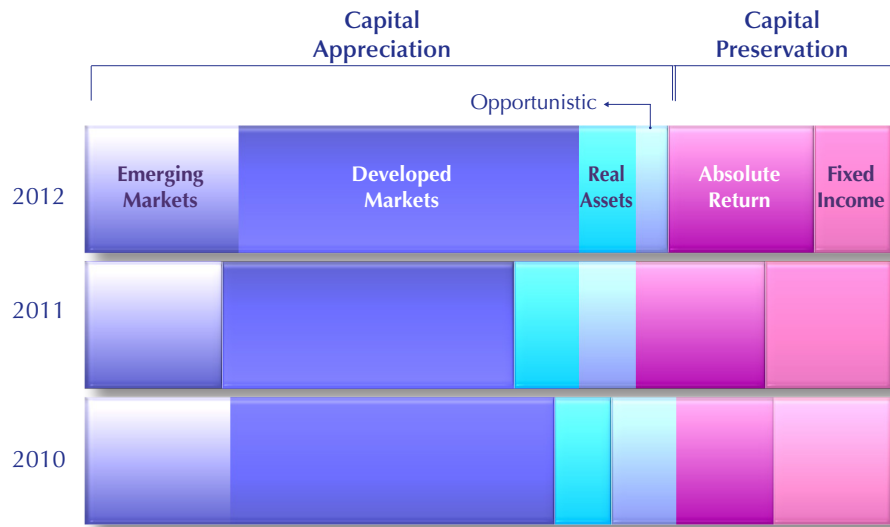 Capital
Appreciation
Capital
Preservation
Opportunistic
2012
Emerging
Markets
Developed
Markets
Real
Assets
Absolute
Return
Fixed
Income
2011
2010